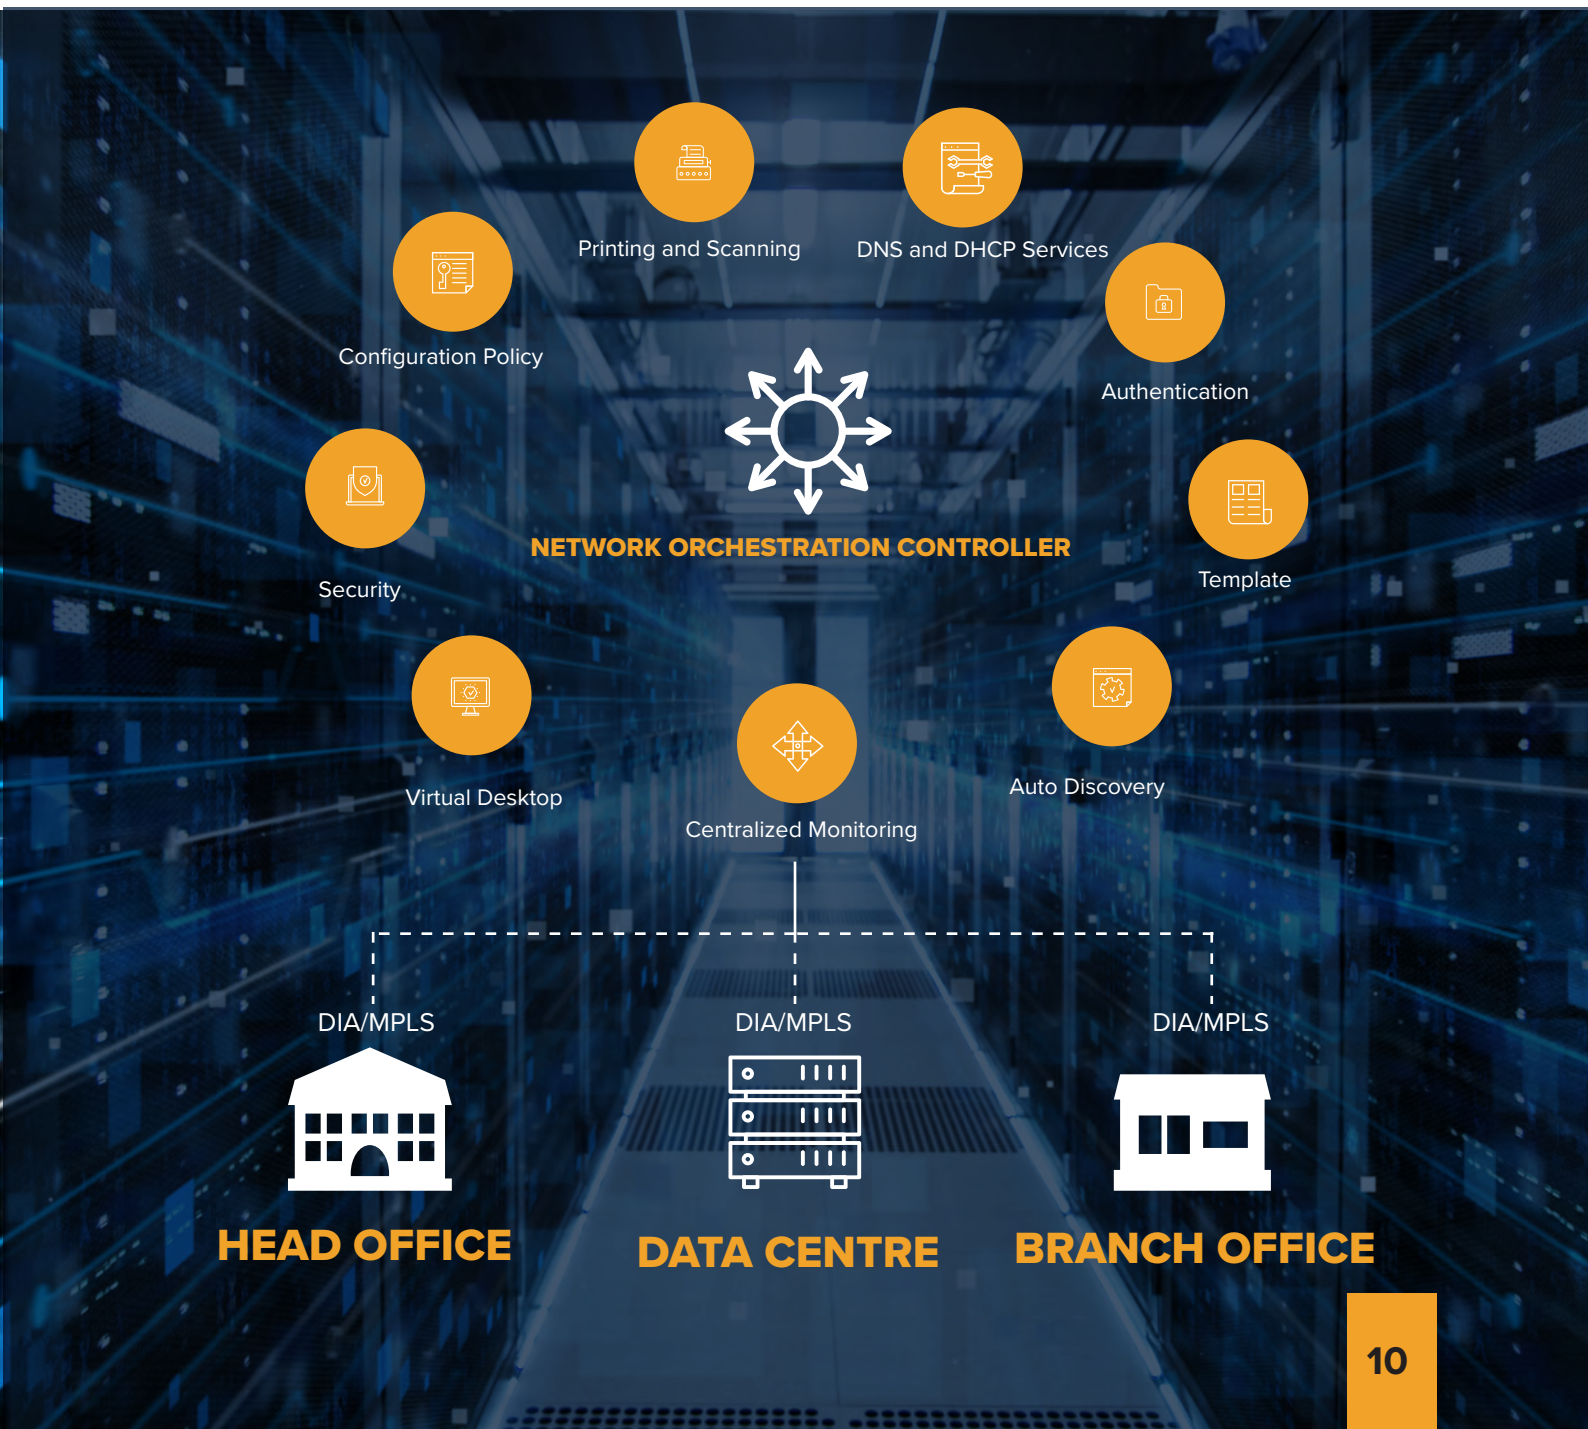 Printing and Scanning
DNS and DHCP Services
Configuration Policy
Authentication
NETWORK ORCHESTRATION CONTROLLER
Security
Template
Virtual Desktop
Auto Discovery
Centralized Monitoring
DIA/MPLS
DIA/MPLS
DIA/MPLS
HEAD OFFICE
DATA CENTRE
BRANCH OFFICE
10